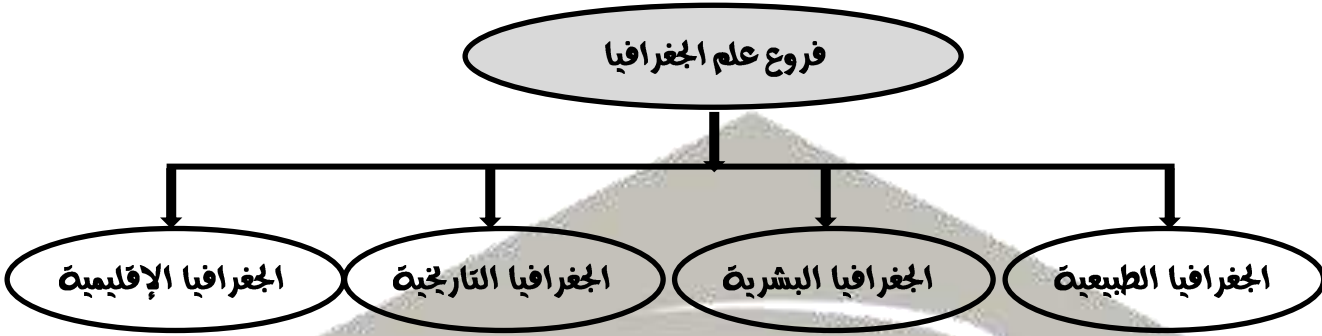 فروع علم الجغرافيا
الجغرافيا الطبيعية
الجغرافيا البشرية
الجغرافيا التاريخية
الجغرافيا الإقليمية